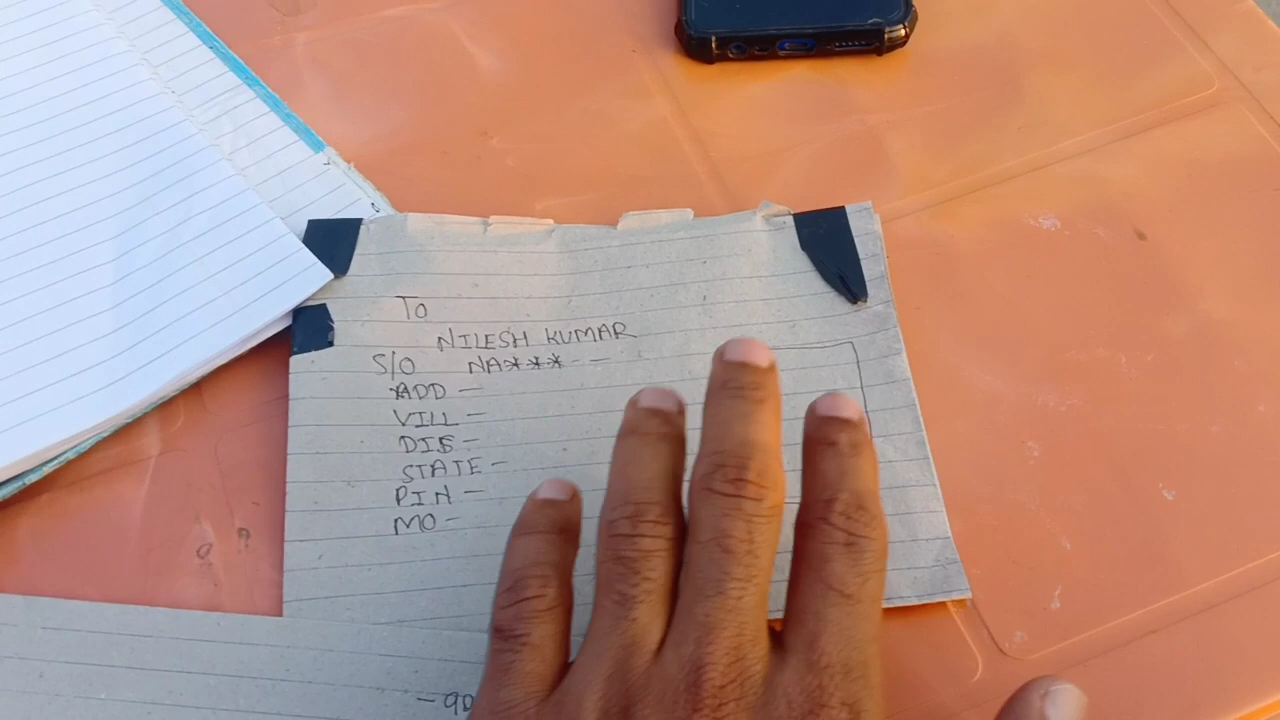 To
NILESH KUMAR
S/O NA*** - -
ADD -
VILL -
DIS -
STATE -
PIN -
MO -